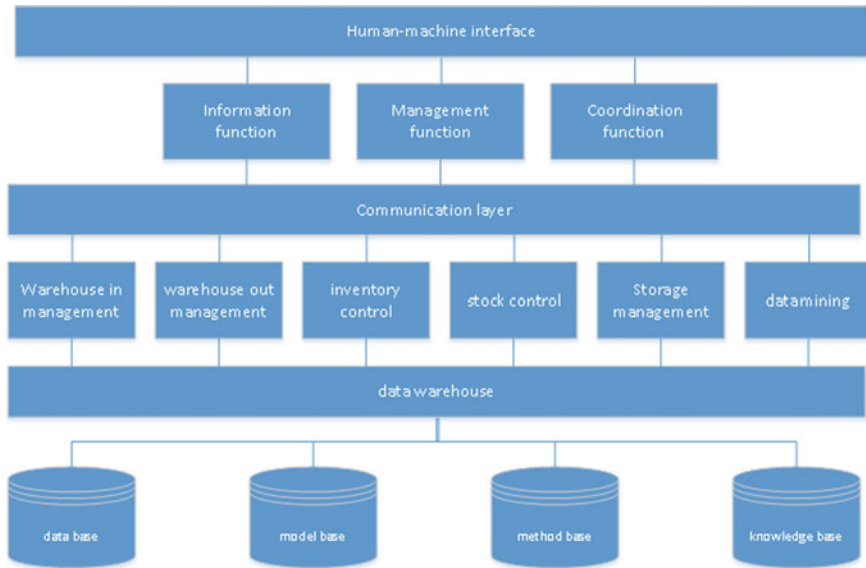 Human-machine interface
Information
function
Management
function
Coordination
function
Communication layer
Warehouse in
management
warehouse out
management
inventory
control
stock control
Storage
management
datamining
data warehouse
data base
model base
method base
knowledge base